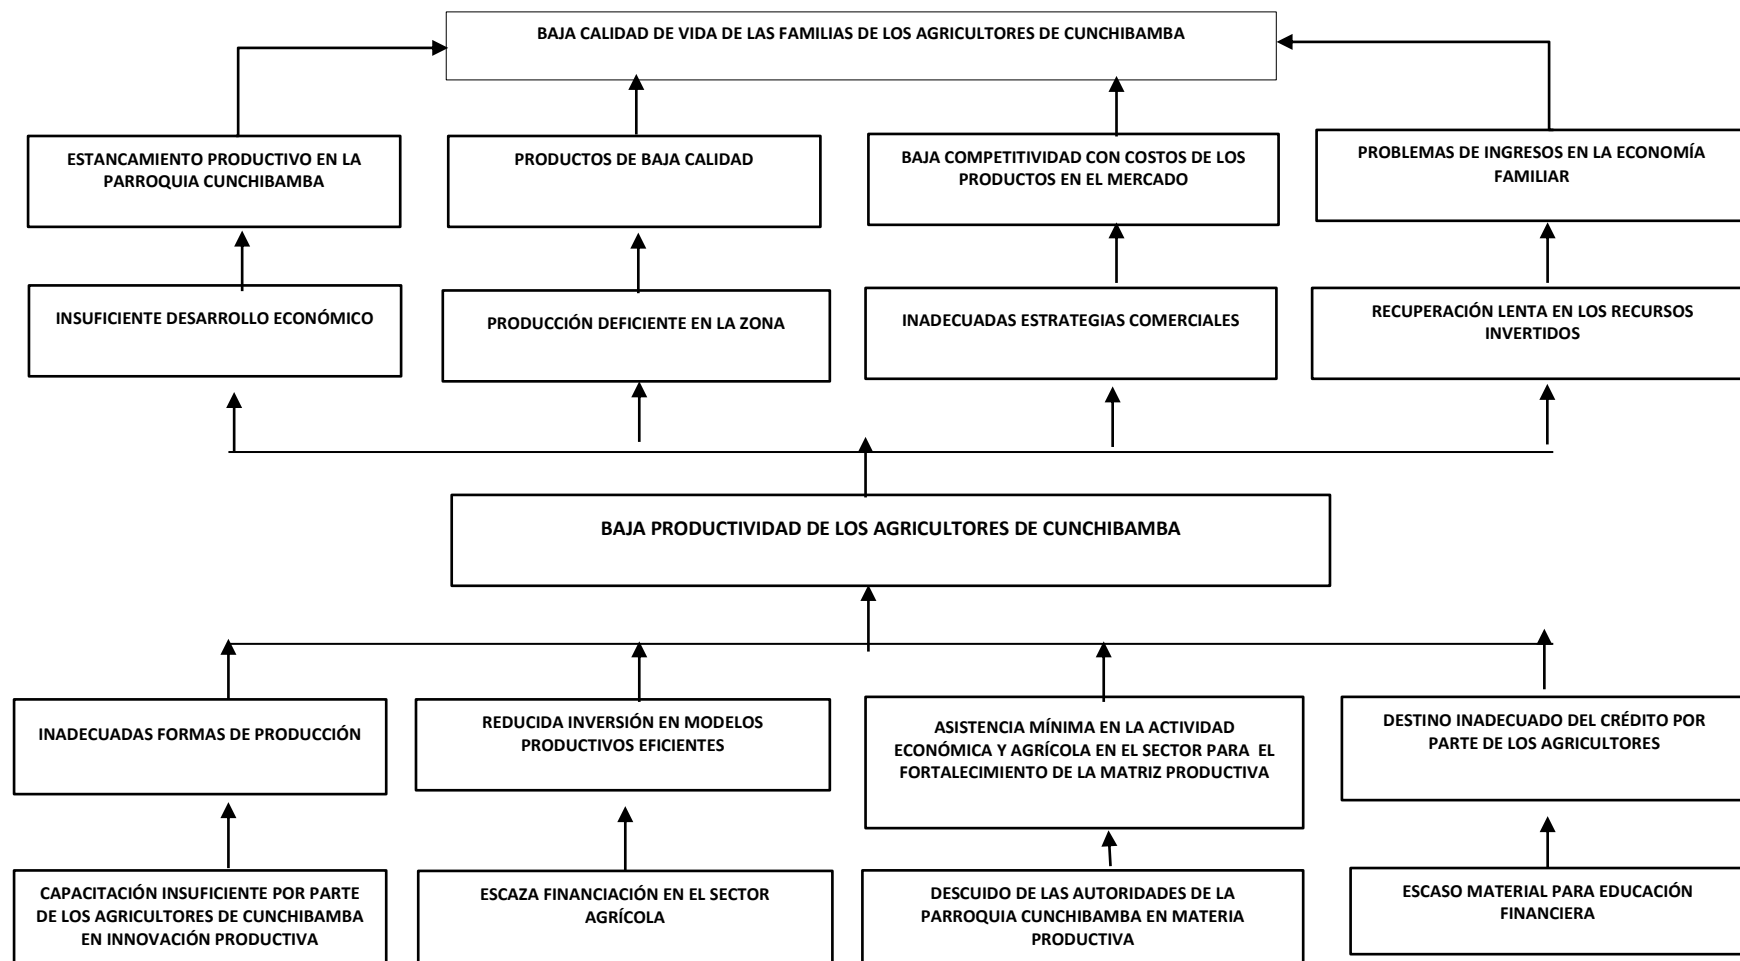 BAJA CALIDAD DE VIDA DE LAS FAMILIAS DE LOS AGRICULTORES DE CUNCHIBAMBA
ESTANCAMIENTO PRODUCTIVO EN LA
PARROQUIA CUNCHIBAMBA
PRODUCTOS DE BAJA CALIDAD
BAJA COMPETITIVIDAD CON COSTOS DE LOS
PRODUCTOS EN EL MERCADO
PROBLEMAS DE INGRESOS EN LA ECONOMÍA
FAMILIAR
INSUFICIENTE DESARROLLO ECONÓMICO
PRODUCCIÓN DEFICIENTE EN LA ZONA
INADECUADAS ESTRATEGIAS COMERCIALES
RECUPERACIÓN LENTA EN LOS RECURSOS
INVERTIDOS
BAJA PRODUCTIVIDAD DE LOS AGRICULTORES DE CUNCHIBAMBA
INADECUADAS FORMAS DE PRODUCCIÓN
REDUCIDA INVERSIÓN EN MODELOS
PRODUCTIVOS EFICIENTES
ASISTENCIA MÍNIMA EN LA ACTIVIDAD
ECONÓMICA Y AGRÍCOLA EN EL SECTOR PARA EL
FORTALECIMIENTO DE LA MATRIZ PRODUCTIVA
DESTINO INADECUADO DEL CRÉDITO POR
PARTE DE LOS AGRICULTORES
CAPACITACIÓN INSUFICIENTE POR PARTE
DE LOS AGRICULTORES DE CUNCHIBAMBA
EN INNOVACIÓN PRODUCTIVA
ESCAZA FINANCIACIÓN EN EL SECTOR
AGRÍCOLA
DESCUIDO DE LAS AUTORIDADES DE LA
PARROQUIA CUNCHIBAMBA EN MATERIA
PRODUCTIVA
ESCASO MATERIAL PARA EDUCACIÓN
FINANCIERA